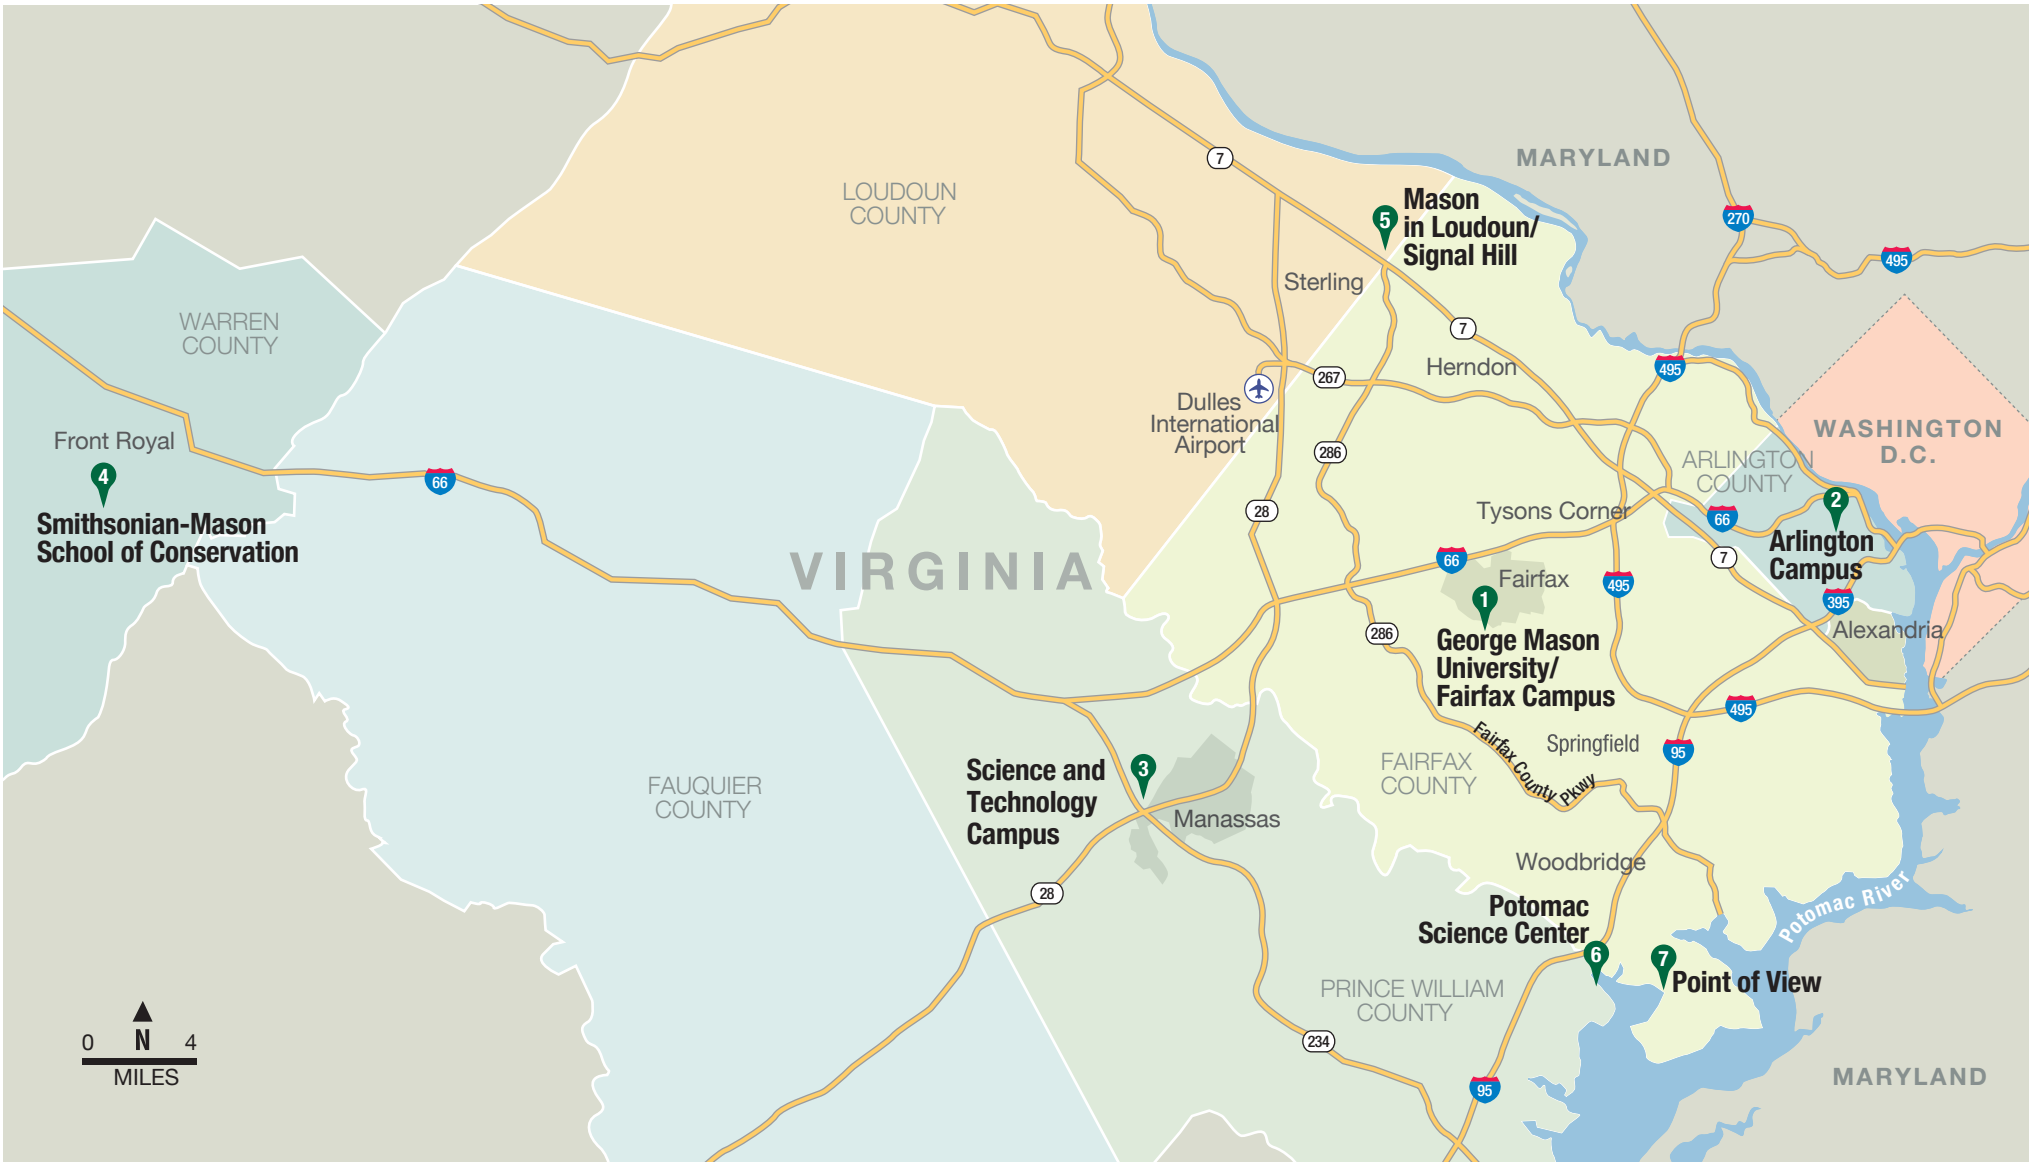 MARYLAND
7
LOUDOUN
COUNTY
5
Mason
in Loudoun/
Signal Hill
270
495
Sterling
WARREN
COUNTY
7
495
267
Herndon
Dulles
International
Airport
WASHINGTON
D.C.
Front Royal
4
66
286
ARLINGTON
COUNTY
Smithsonian-Mason
School of Conservation
28
Tysons Corner
66
2
Arlington
Campus
VIRGINIA
66
Fairfax
495
7
395
1
George Mason
University/
Fairfax Campus
286
Alexandria
495
Fairfax County Pkwy
Springfield
95
FAIRFAX
COUNTY
FAUQUIER
COUNTY
Science and
Technology
Campus
3
Manassas
Woodbridge
28
Potomac River
Potomac
Science Center
6
7
Point of View
PRINCE WILLIAM
COUNTY
234
95
MARYLAND
N
0 4
MILES